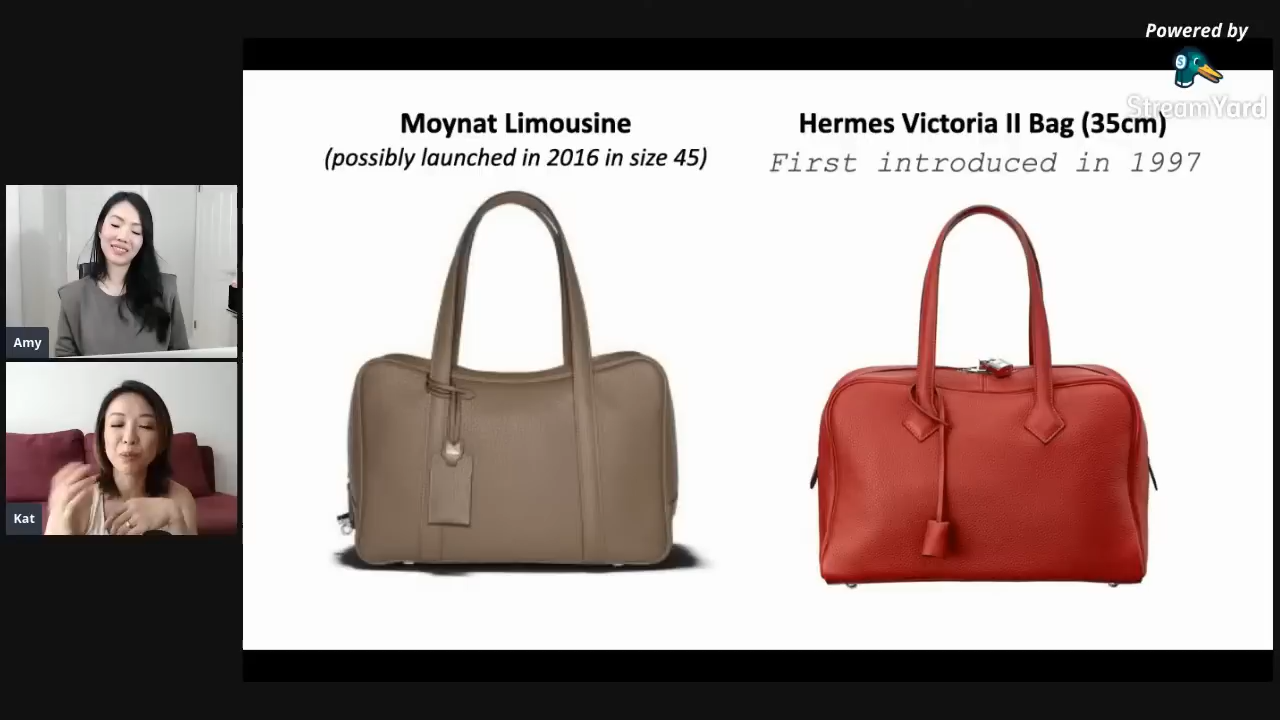 Powered by
StreamYard
Moynat Limousine
(possibly launched in 2016 in size 45)
Hermes Victoria II Bag (35cm)
First introduced in 1997
Amy
Kat